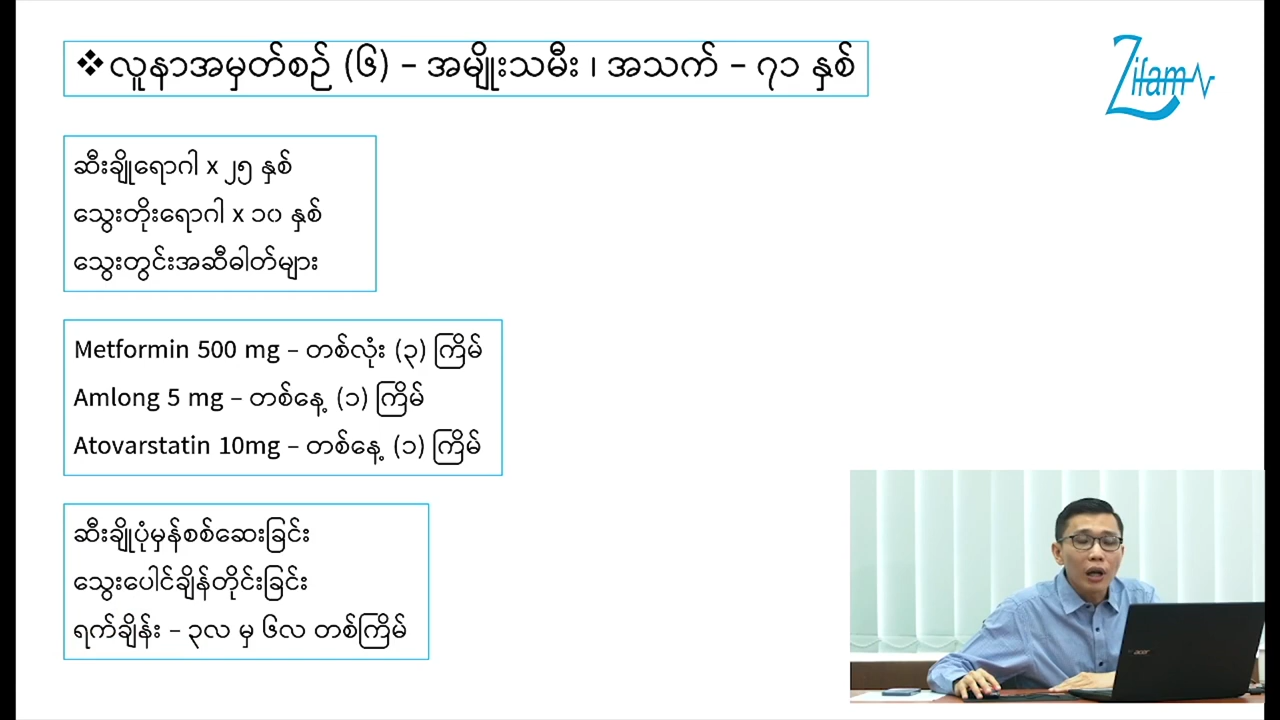 ❖လူနာအမှတ်စဉ် (၆) – အမျိုးသမီး ၊ အသက် – ၇၁ နှစ်
Zifam
ဆီးချိုရောဂါ x ၂၅ နှစ်
သွေးတိုးရောဂါ x ၁၀ နှစ်
သွေးတွင်းအဆီဓါတ်များ
Metformin 500 mg – တစ်လုံး (၃) ကြိမ်
Amlong 5 mg – တစ်နေ့ (၁) ကြိမ်
Atovarstatin 10mg – တစ်နေ့ (၁) ကြိမ်
ဆီးချိုပုံမှန်စစ်ဆေးခြင်း
သွေးပေါင်ချိန်တိုင်းခြင်း
ရက်ချိန်း – ၃လ မှ ၆လ တစ်ကြိမ်
acer